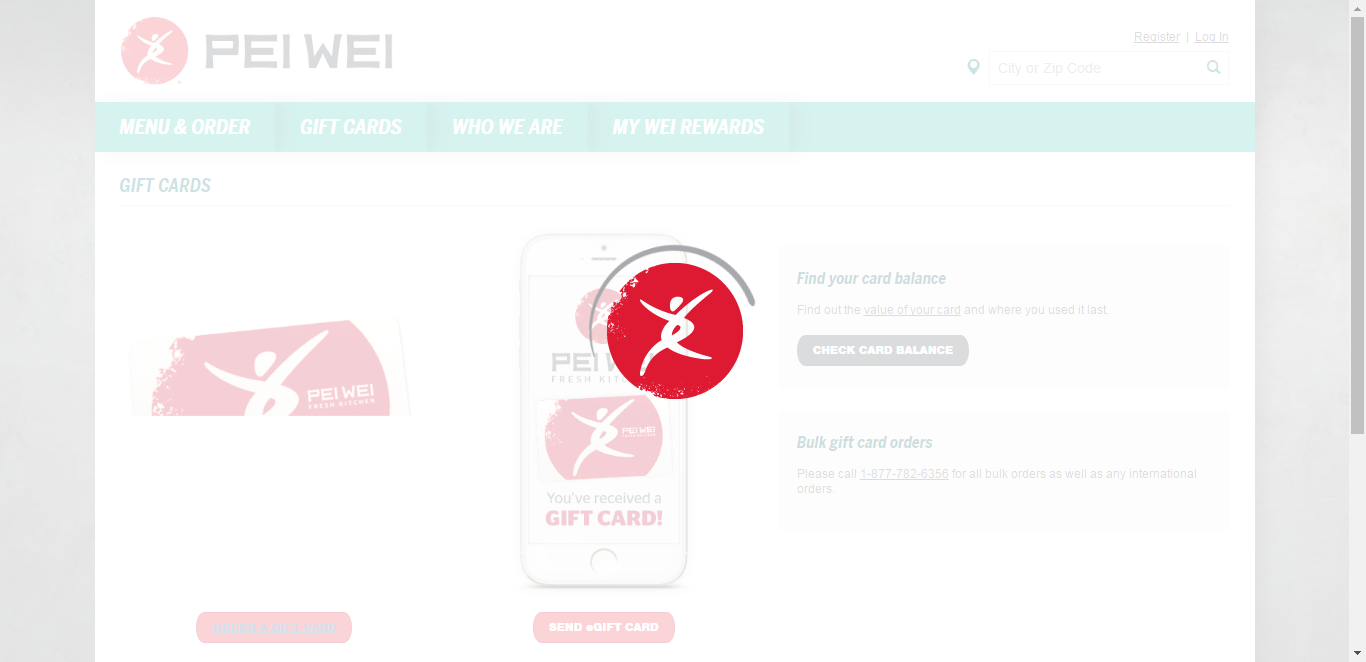 PEI WEI
Register | Log In
City or Zip Code
MENU & ORDER GIFT CARDS WHO WE ARE MY WEI REWARDS
GIFT CARDS
PEI WEI
FRESH KITCHEN
PEI WEI
FRESH KITC
PEI WEI
You've received a
GIFT CARD!
ORDER A GIFT CARD
SEND eGIFT CARD
Find your card balance
Find out the value of your card and where you used it last.
CHECK CARD BALANCE
Bulk gift card orders
Please call 1-877-782-6356 for all bulk orders as well as any international
orders.